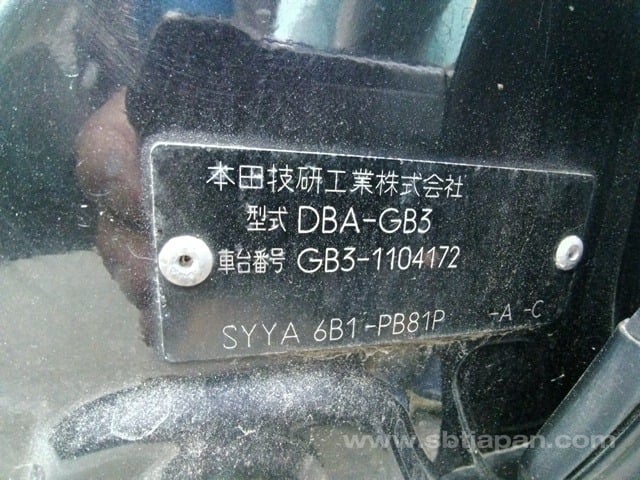 本田技研工業株式会社
型式 DBA-GB3
車台番号 GB3-1104172
SYYA 6B1-PB81P -A -C
www.sbtjapan.com